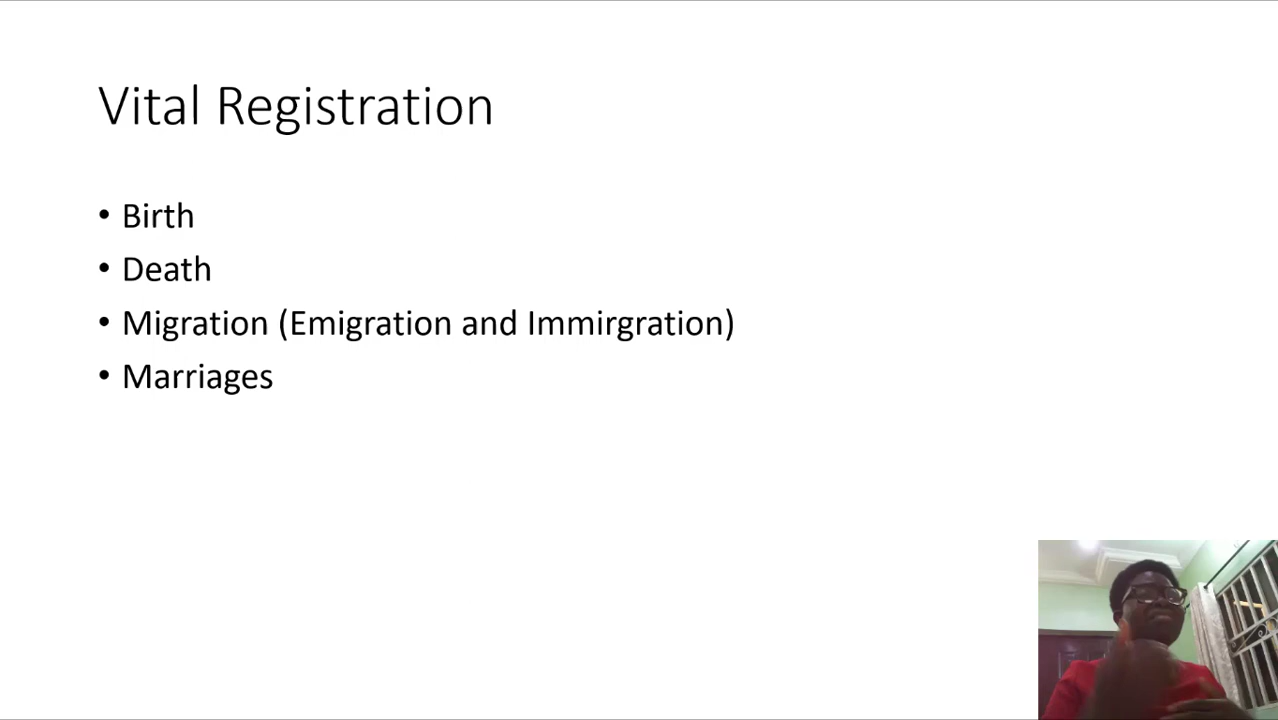 Vital Registration
• Birth
• Death
• Migration (Emigration and Immirgration)
• Marriages